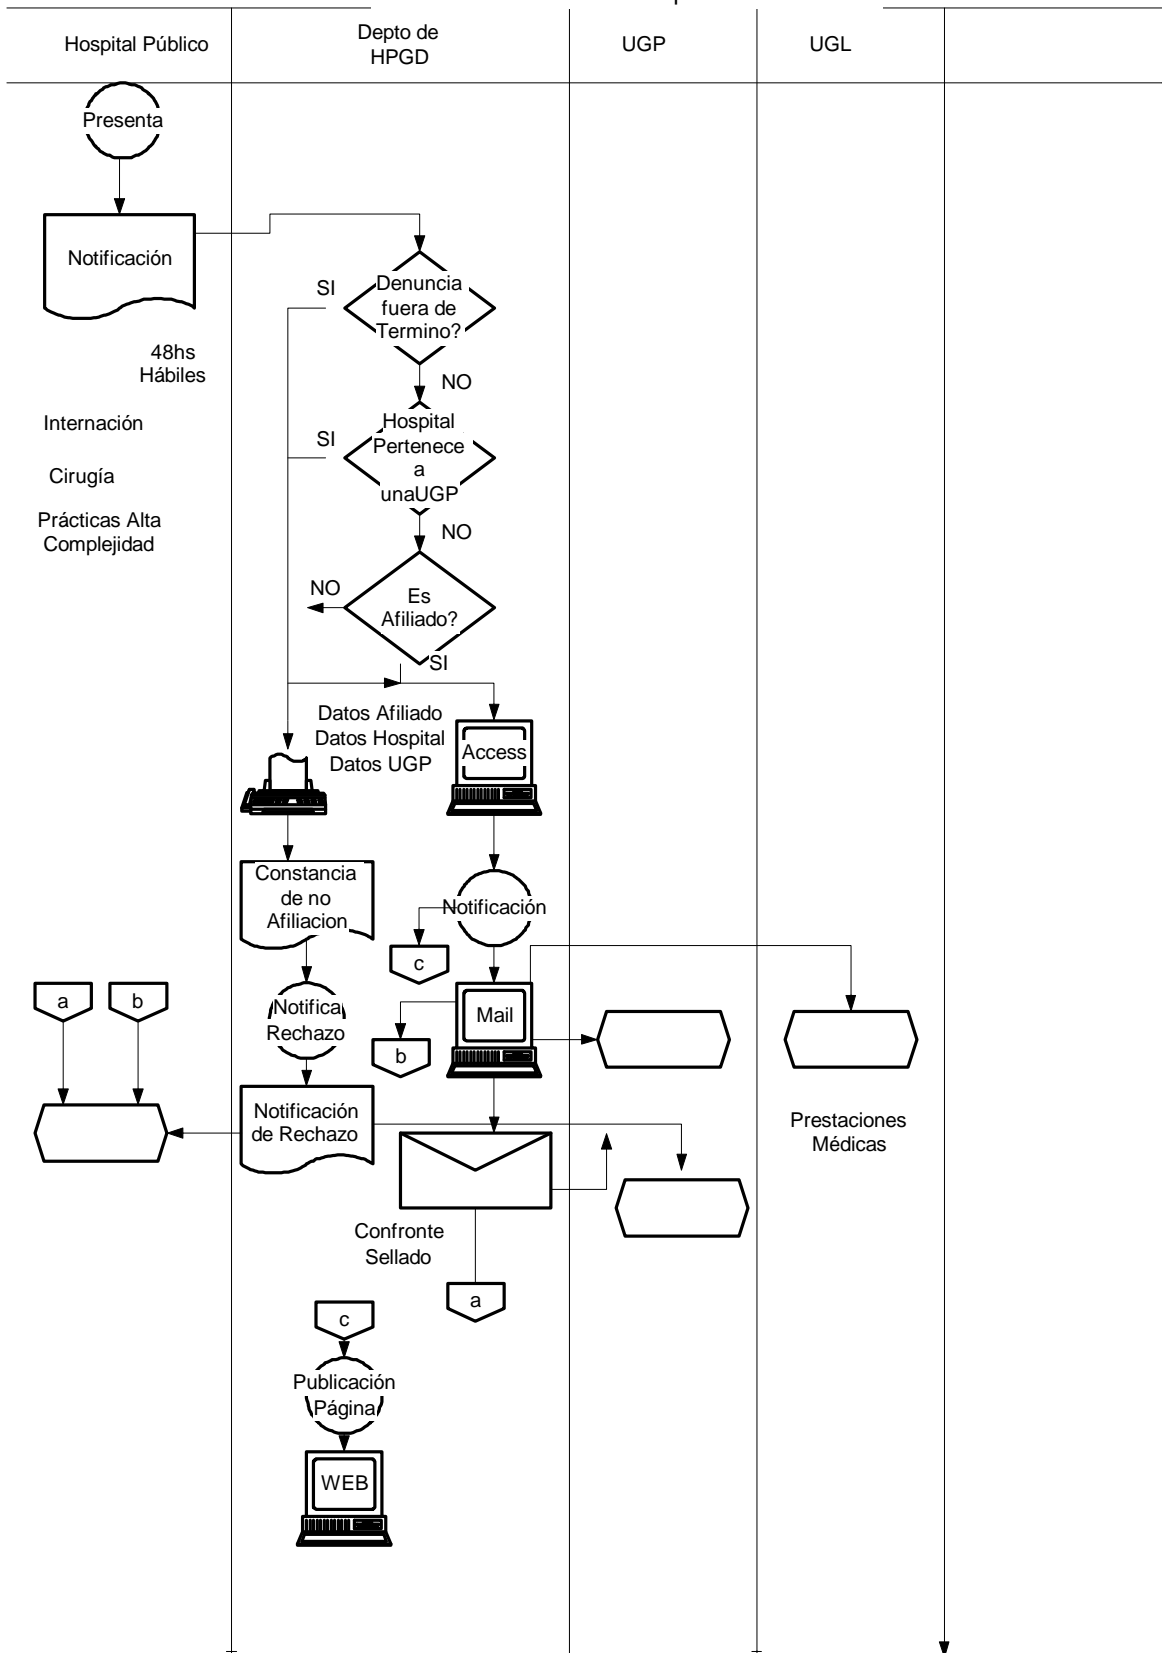 Hospital Público
Depto de
HPGD
UGP
UGL
Presenta
Notificación
48hs
Hábiles
Internación
Cirugía
Prácticas Alta
Complejidad
SI
Denuncia
fuera de
Termino?
NO
SI
Hospital
Pertenece
a
unaUGP
NO
NO
Es
Afiliado?
SI
Datos Afiliado
Datos Hospital
Datos UGP
Access
Constancia
de no
Afiliacion
Notificación
c
a
b
Notifica
Rechazo
Mail
b
Notificación
de Rechazo
Prestaciones
Médicas
Confronte
Sellado
a
c
Publicación
Página
WEB